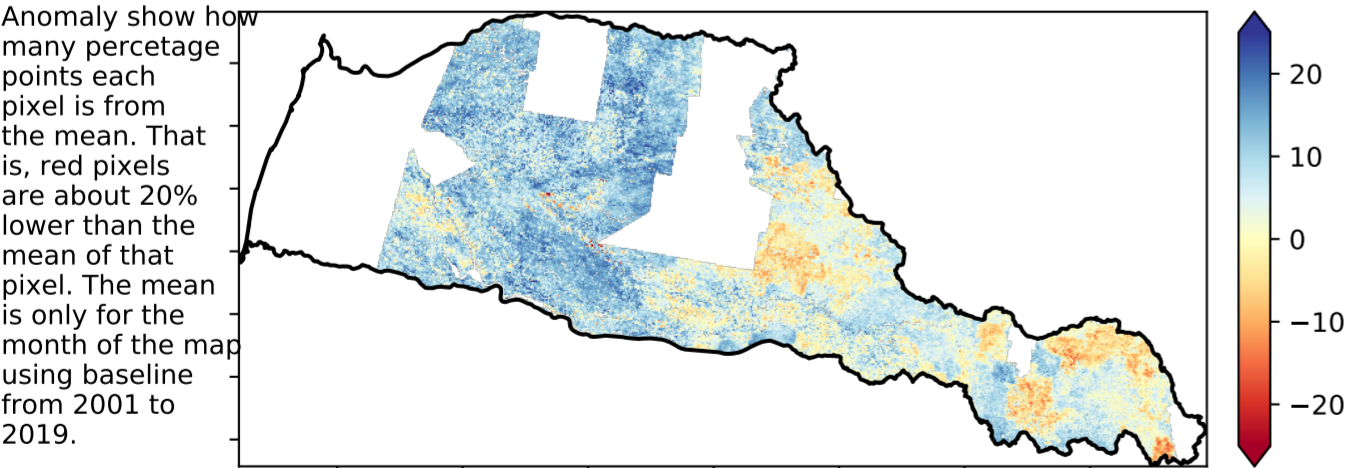 Anomaly show how
many percetage
points each
pixel is from
the mean. That
is, red pixels
are about 20%
lower than the
mean of that
pixel. The mean
is only for the
month of the map
using baseline
from 2001 to
2019.
20
10
0
−10
−20